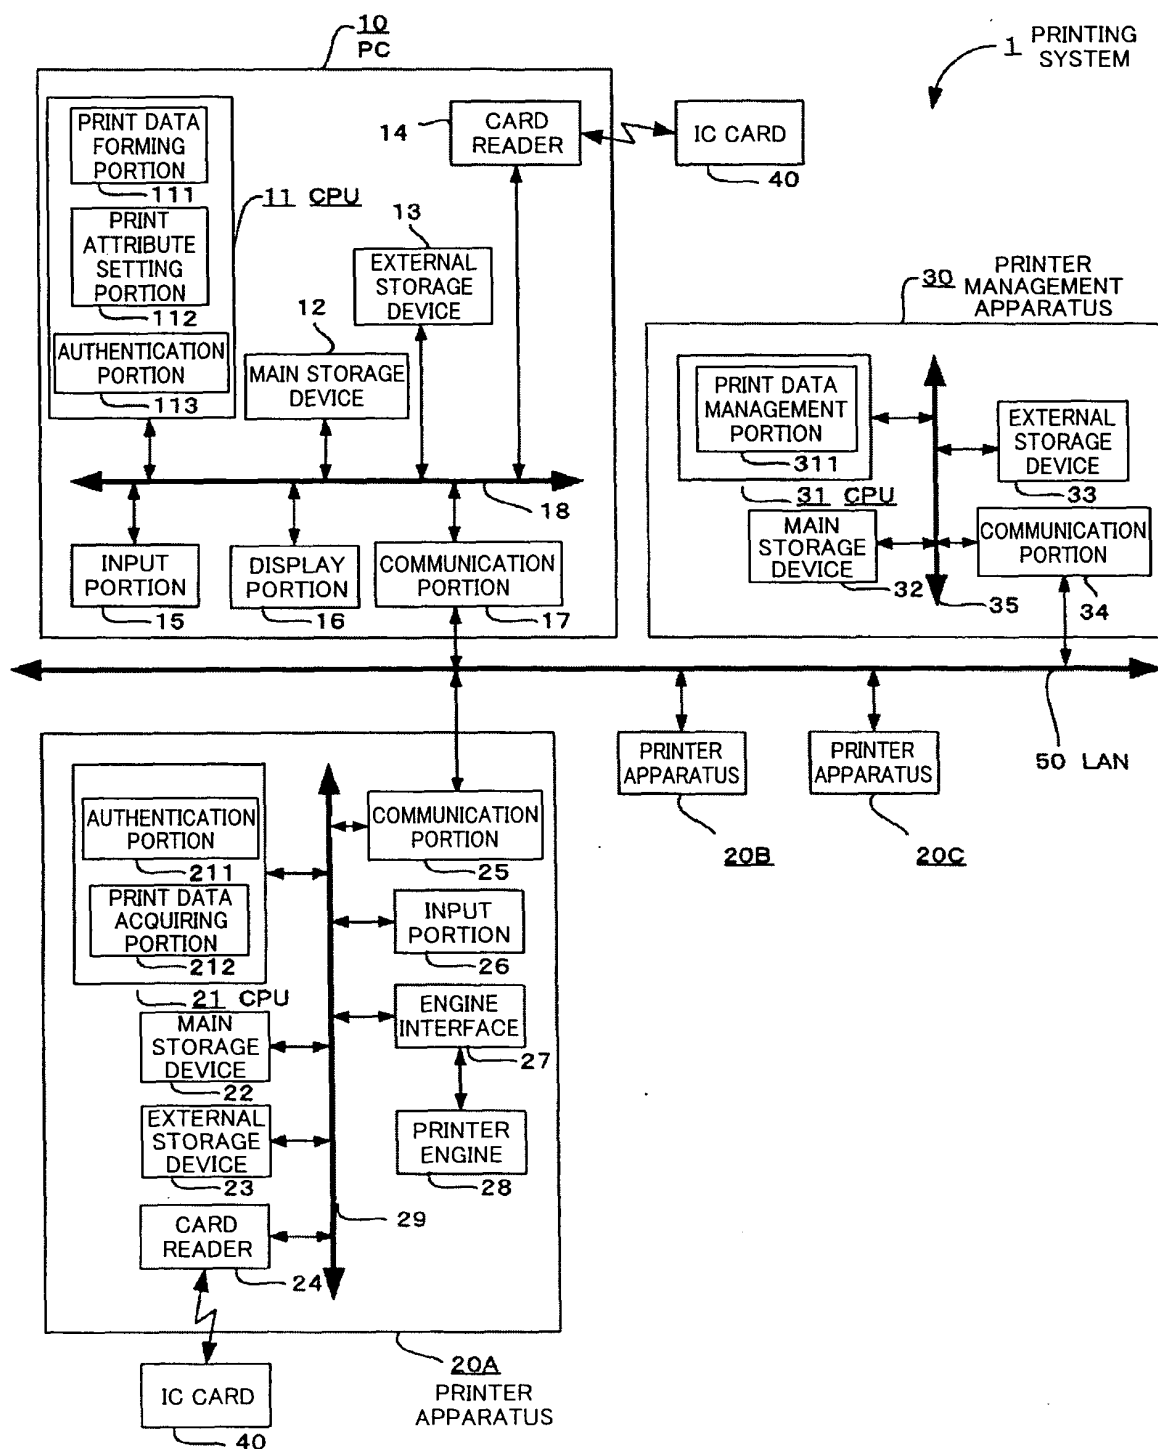 1 PRINTING
SYSTEM
10
PC
PRINT DATA
FORMING
PORTION
111
PRINT
ATTRIBUTE
SETTING
PORTION
112
AUTHENTICATION
PORTION
113
11 CPU
14
CARD
READER
IC CARD
40
13
EXTERNAL
STORAGE
DEVICE
12
MAIN STORAGE
DEVICE
18
INPUT
PORTION
15
DISPLAY
PORTION
16
COMMUNICATION
PORTION
17
30 PRINTER
MANAGEMENT
APPARATUS
PRINT DATA
MANAGEMENT
PORTION
311
31 CPU
MAIN
STORAGE
DEVICE
32
EXTERNAL
STORAGE
DEVICE
33
COMMUNICATION
PORTION
34
35
50 LAN
PRINTER
APPARATUS
20B
PRINTER
APPARATUS
20C
AUTHENTICATION
PORTION
211
PRINT DATA
ACQUIRING
PORTION
212
21 CPU
MAIN
STORAGE
DEVICE
22
EXTERNAL
STORAGE
DEVICE
23
CARD
READER
24
COMMUNICATION
PORTION
25
INPUT
PORTION
26
ENGINE
INTERFACE
27
PRINTER
ENGINE
28
29
20A
PRINTER
APPARATUS
IC CARD
40